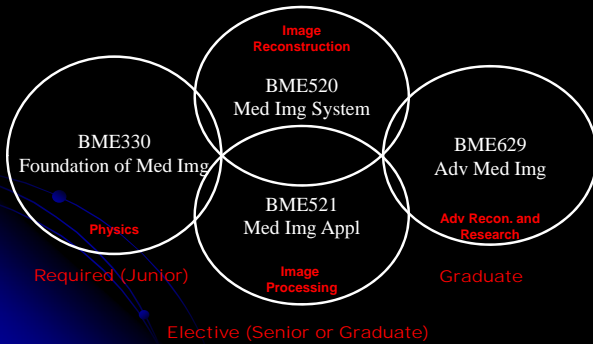 Image
Reconstruction
BME520
Med Img System
BME330
Foundation of Med Img
BME629
Adv Med Img
BME521
Med Img Appl
Physics
Adv Recon. and
Research
Image
Processing
Required (Junior)
Graduate
Elective (Senior or Graduate)